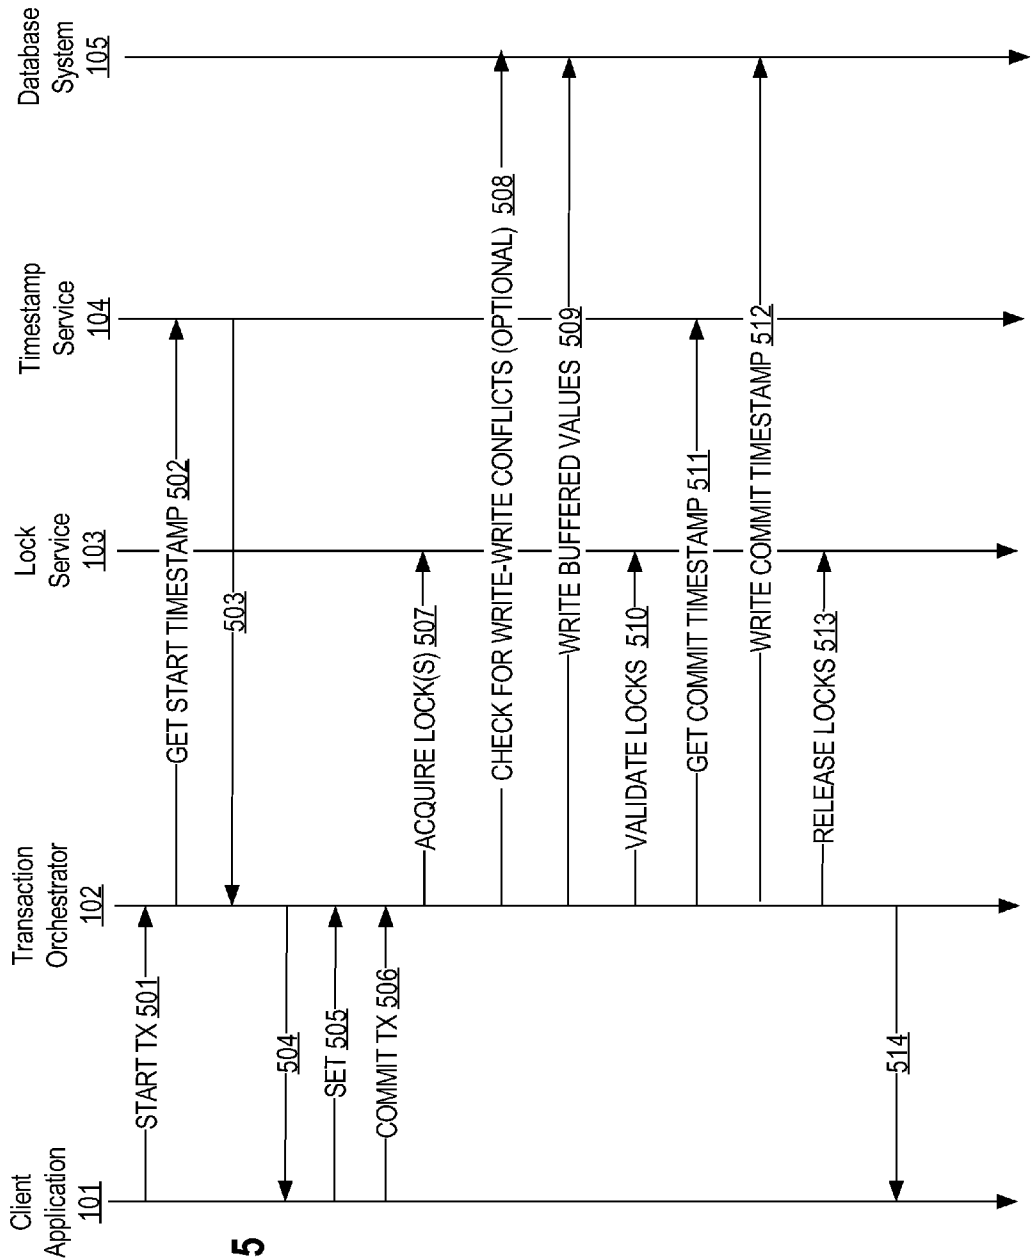 Client
Application
101
Transaction
Orchestrator
102
Lock
Service
103
Timestamp
Service
104
Database
System
105
START TX 501
GET START TIMESTAMP 502
503
504
SET 505
COMMIT TX 506
ACQUIRE LOCK(S) 507
CHECK FOR WRITE-WRITE CONFLICTS (OPTIONAL) 508
WRITE BUFFERED VALUES 509
VALIDATE LOCKS 510
GET COMMIT TIMESTAMP 511
WRITE COMMIT TIMESTAMP 512
RELEASE LOCKS 513
514
5